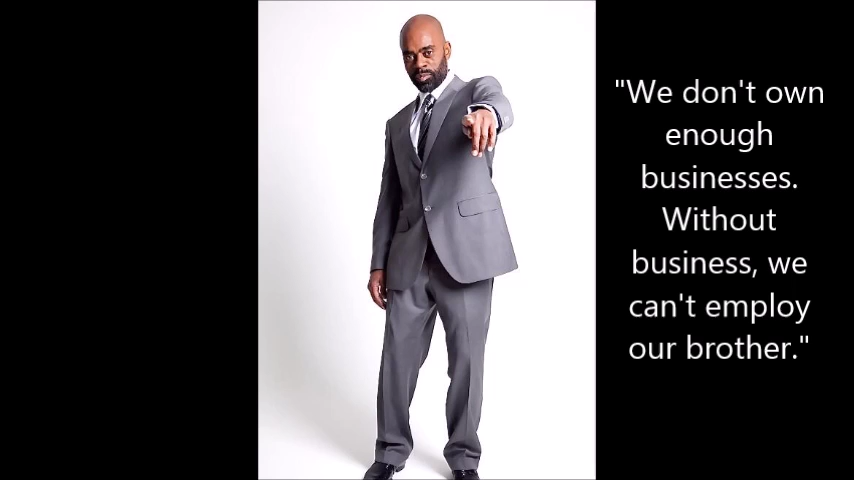 "We don't own
enough
businesses.
Without
business, we
can't employ
our brother."